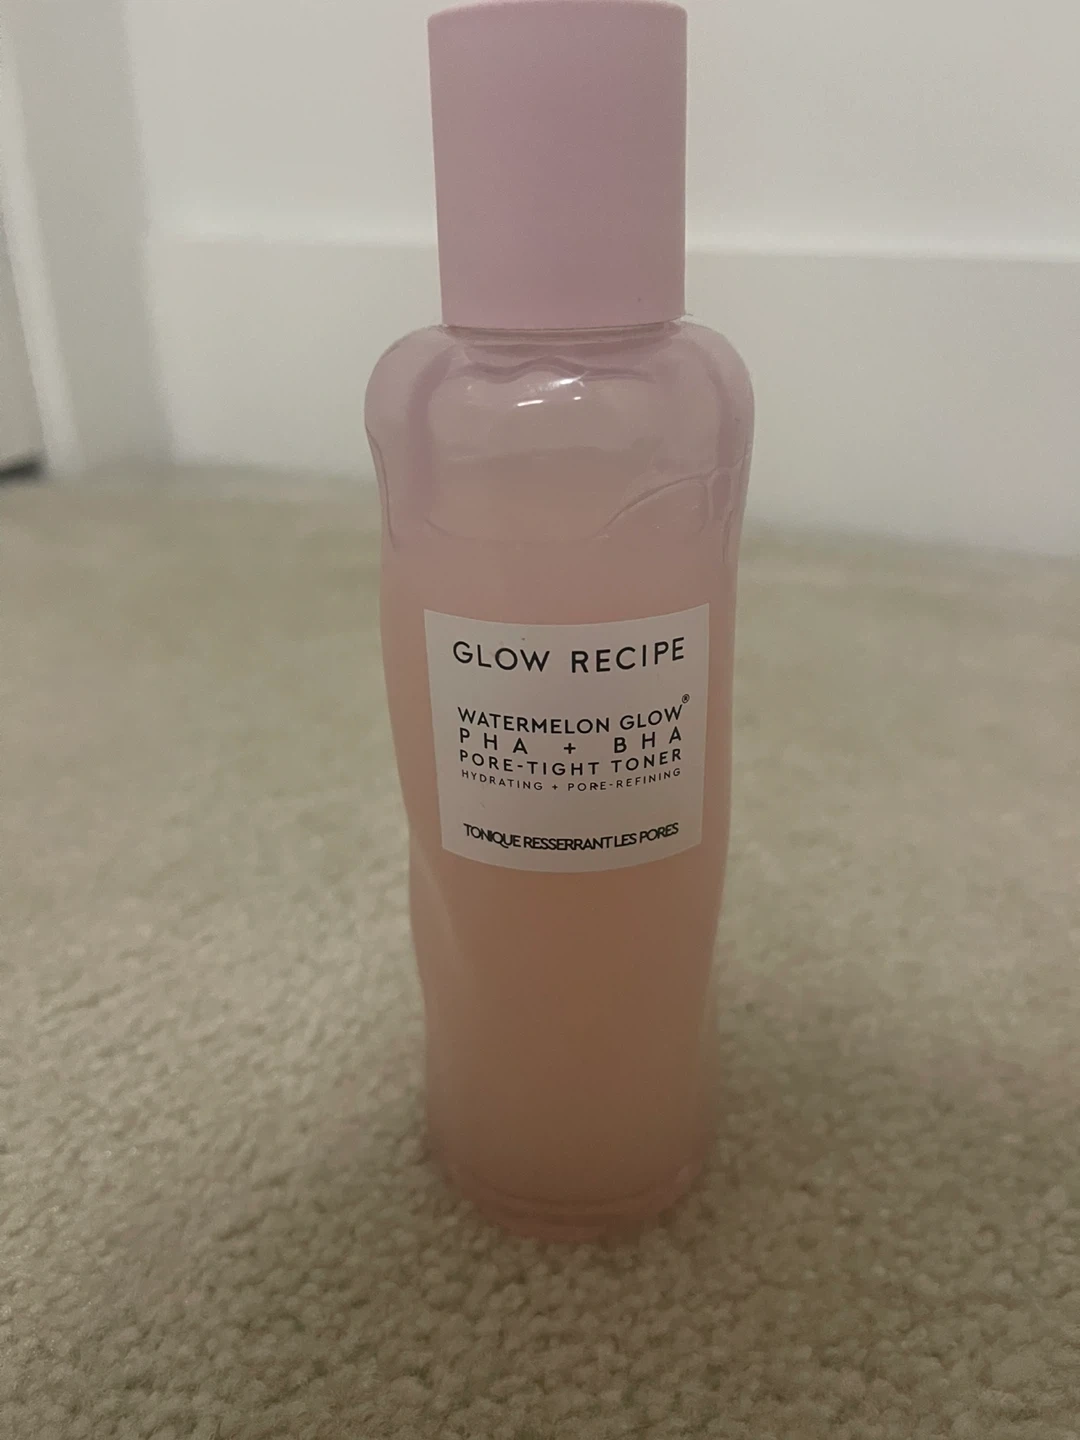 GLOW RECIPE
WATERMELON GLOW®
PHA + BHA
PORE-TIGHT TONER
HYDRATING + PORE-REFINING
TONIQUE RESSERRANT LES PORES